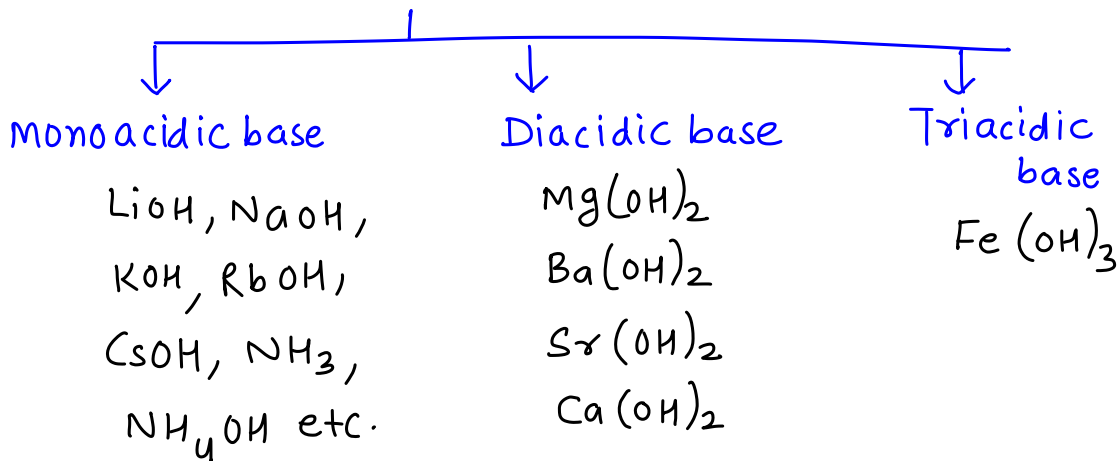 Monoacidic base
LiOH, NaOH,
KOH, RbOH,
CsOH, NH3,
NH4OH etc.
Diacidic base
Mg(OH)2
Ba(OH)2
Sr(OH)2
Ca(OH)2
Triacidic
base
Fe(OH)3